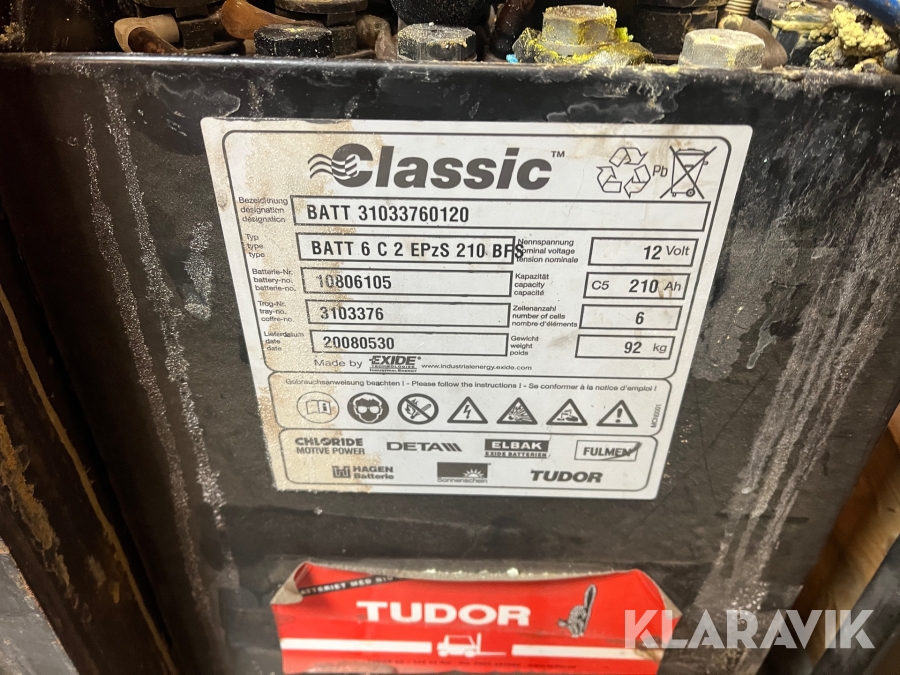 Classic™
Pb
Bezeichnung
designation
désignation
BATT 31033760120
Typ
type
type
BATT 6 C 2 EPzS 210 BFS
Nennspannung
nominal voltage
tension nominale
12 Volt
Batterie-Nr.
battery-no.
batterie-no.
10806105
Kapazität
capacity
capacité
C5 210 Ah
Trog-Nr.
tray-no.
coffre-no.
3103376
Zellenanzahl
number of cells
nombre d'éléments
6
Lieferdatum
date
date
20080530
Gewicht
weight
poids
92 kg
Made by EXIDE TECHNOLOGIES Industrial Energy www.industrialenergy.exide.com
Gebrauchsanweisung beachten ! - Please follow the instructions ! - Se conformer à la notice d'emploi !
CHLORIDE
MOTIVE POWER
DETA
ELBAK
EXIDE BATTERIEN
FULMEN
HAGEN
Batterie
Sonnenschein
TUDOR
TUDOR
KLARAVIK